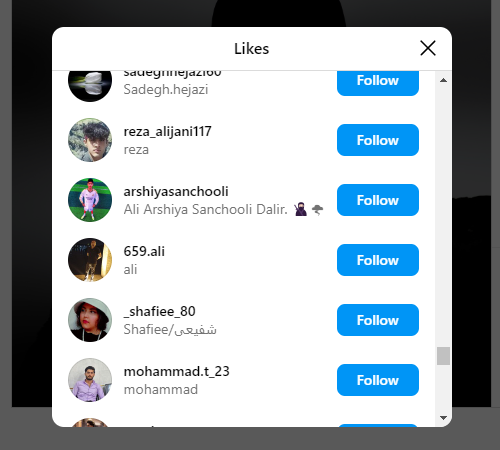 Likes
sadeghhejazi60
Sadegh.hejazi
Follow
reza_alijani117
reza
Follow
arshiyasanchooli
Ali Arshiya Sanchooli Dalir. 🥷🌪
Follow
659.ali
ali
Follow
_shafiee_80
Shafiee/شفیعی
Follow
mohammad.t_23
mohammad
Follow